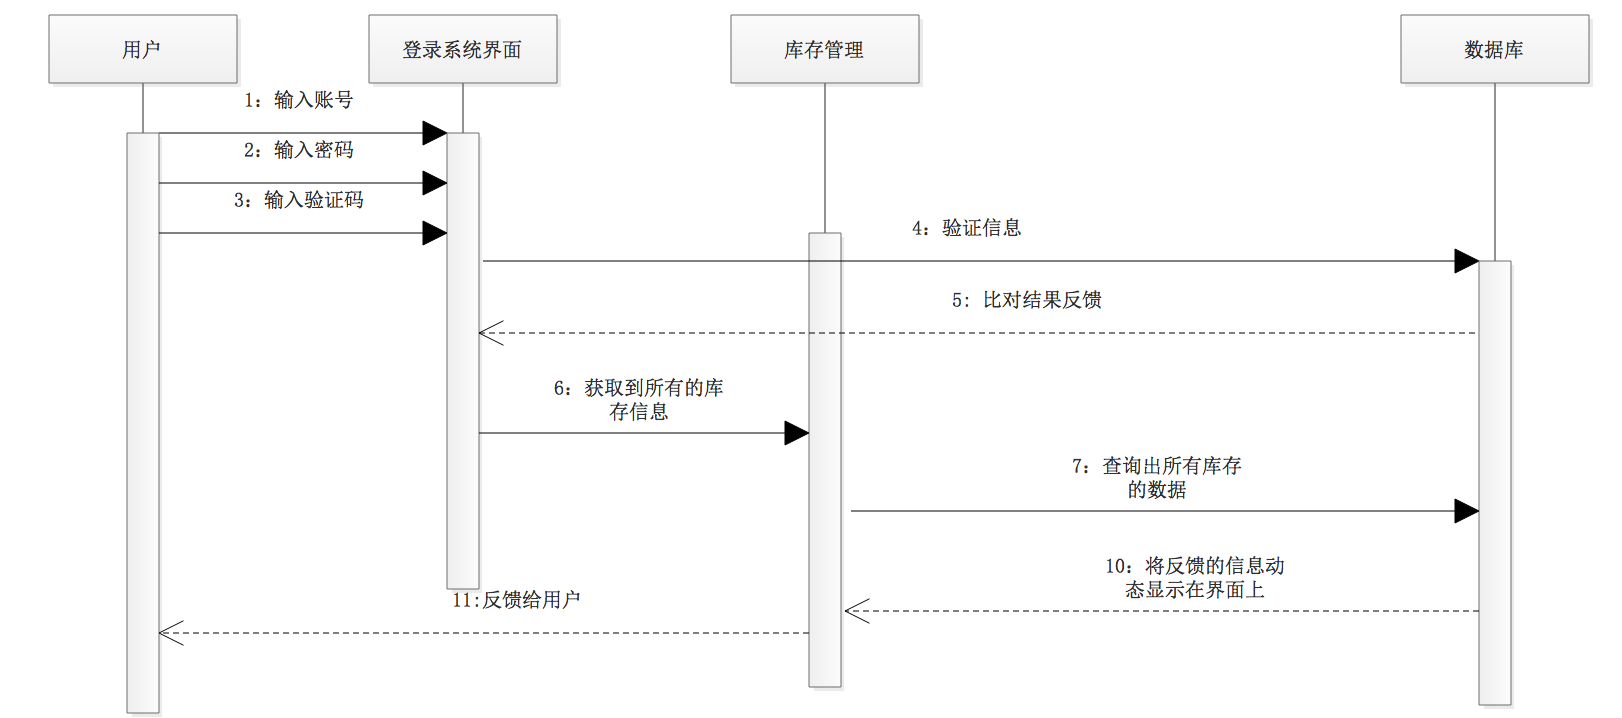 用户
登录系统界面
库存管理
数据库
1：输入账号
2：输入密码
3：输入验证码
4：验证信息
5：比对结果反馈
6：获取到所有的库
存信息
7：查询出所有库存
的数据
10：将反馈的信息动
态显示在界面上
11:反馈给用户